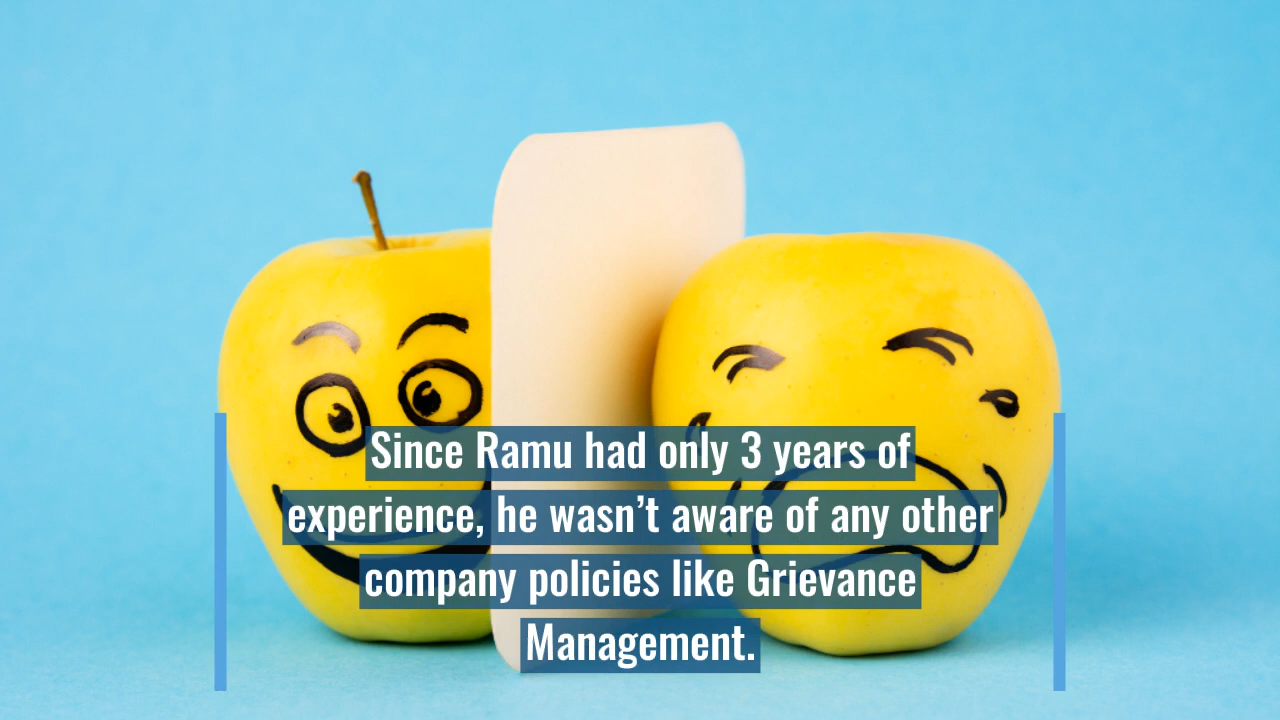 Since Ramu had only 3 years of
experience, he wasn’t aware of any other
company policies like Grievance
Management.